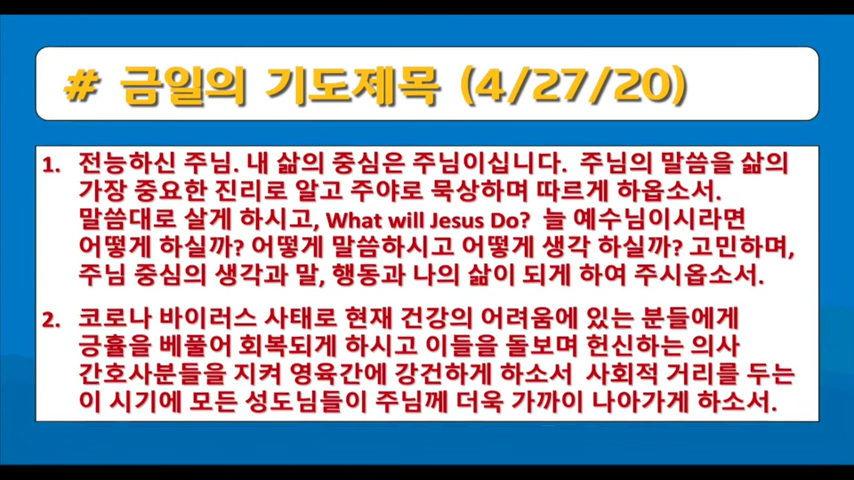 # 금일의 기도제목 (4/27/20)
1. 전능하신 주님. 내 삶의 중심은 주님이십니다. 주님의 말씀을 삶의
가장 중요한 진리로 알고 주야로 묵상하며 따르게 하옵소서.
말씀대로 살게 하시고, What will Jesus Do? 늘 예수님이시라면
어떻게 하실까? 어떻게 말씀하시고 어떻게 생각 하실까? 고민하며,
주님 중심의 생각과 말, 행동과 나의 삶이 되게 하여 주시옵소서.
2. 코로나 바이러스 사태로 현재 건강의 어려움에 있는 분들에게
긍휼을 베풀어 회복되게 하시고 이들을 돌보며 헌신하는 의사
간호사분들을 지켜 영육간에 강건하게 하소서 사회적 거리를 두는
이 시기에 모든 성도님들이 주님께 더욱 가까이 나아가게 하소서.